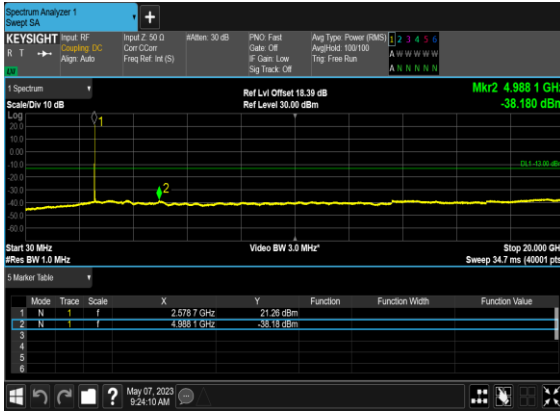 Spectrum Analyzer 1
Swept SA
+
KEYSIGHT Input: RF Input Z: 50 Ω #Atten: 30 dB PNO: Fast Avg Type: Power (RMS) 1 2 3 4 5 6
R T Coupling: DC Corr CCorr Gate: Off Avg|Hold: 100/100 A W W W W W
Align: Auto Freq Ref: Int (S) IF Gain: Low Trig: Free Run
Sig Track: Off A N N N N N
1 Spectrum
Ref Lvl Offset 18.39 dB
Mkr2 4.988 1 GHz
Scale/Div 10 dB
Ref Level 30.00 dBm
-38.180 dBm
Log
1
20.0
10.0
0.00
-10.0
DL1 -13.00 dBm
-20.0
-30.0
2
-40.0
-50.0
-60.0
Start 30 MHz Video BW 3.0 MHz* Stop 20.000 GHz
#Res BW 1.0 MHz Sweep 34.7 ms (40001 pts)
5 Marker Table
Mode Trace Scale X Y Function Function Width Function Value
1 N 1 f 2.578 7 GHz 21.26 dBm
2 N 1 f 4.988 1 GHz -38.18 dBm
3
4
5
6
? May 07, 2023
9:24:10 AM